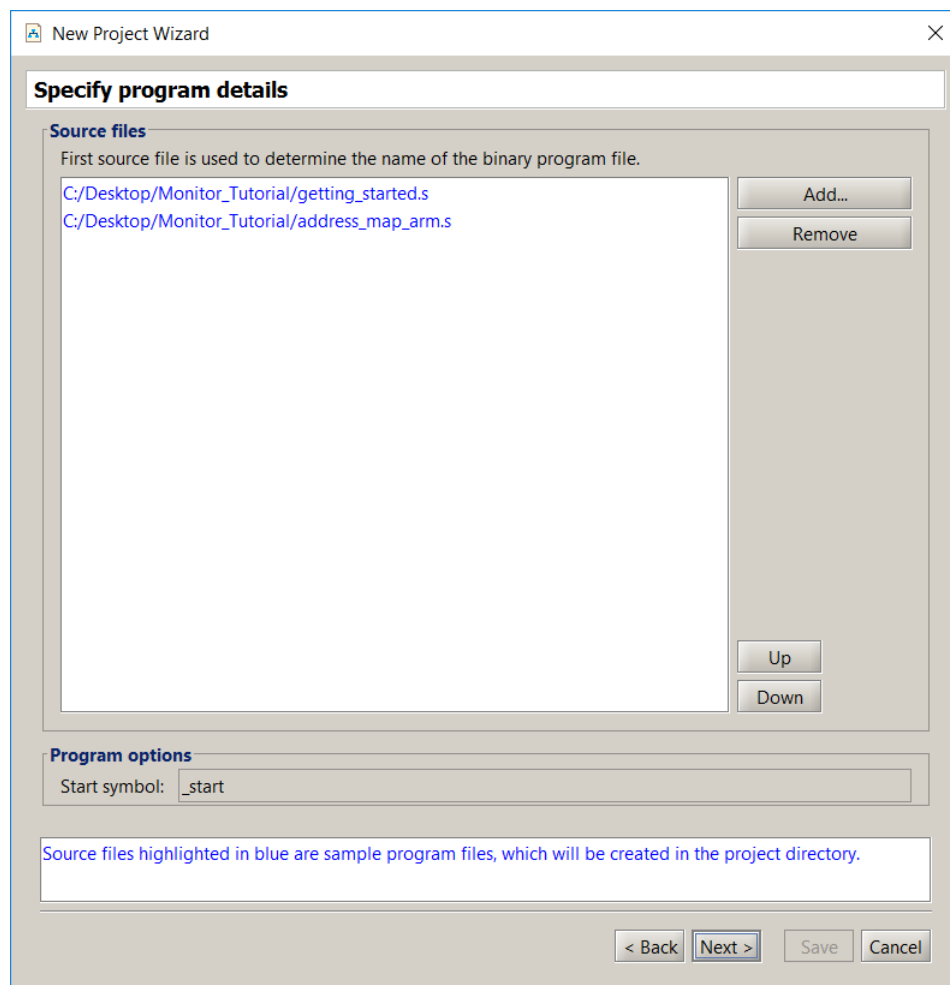 New Project Wizard
Specify program details
Source files
First source file is used to determine the name of the binary program file.
C:/Desktop/Monitor_Tutorial/getting_started.s
C:/Desktop/Monitor_Tutorial/address_map_arm.s
Add...
Remove
Up
Down
Program options
Start symbol: _start
Source files highlighted in blue are sample program files, which will be created in the project directory.
< Back Next > Save Cancel